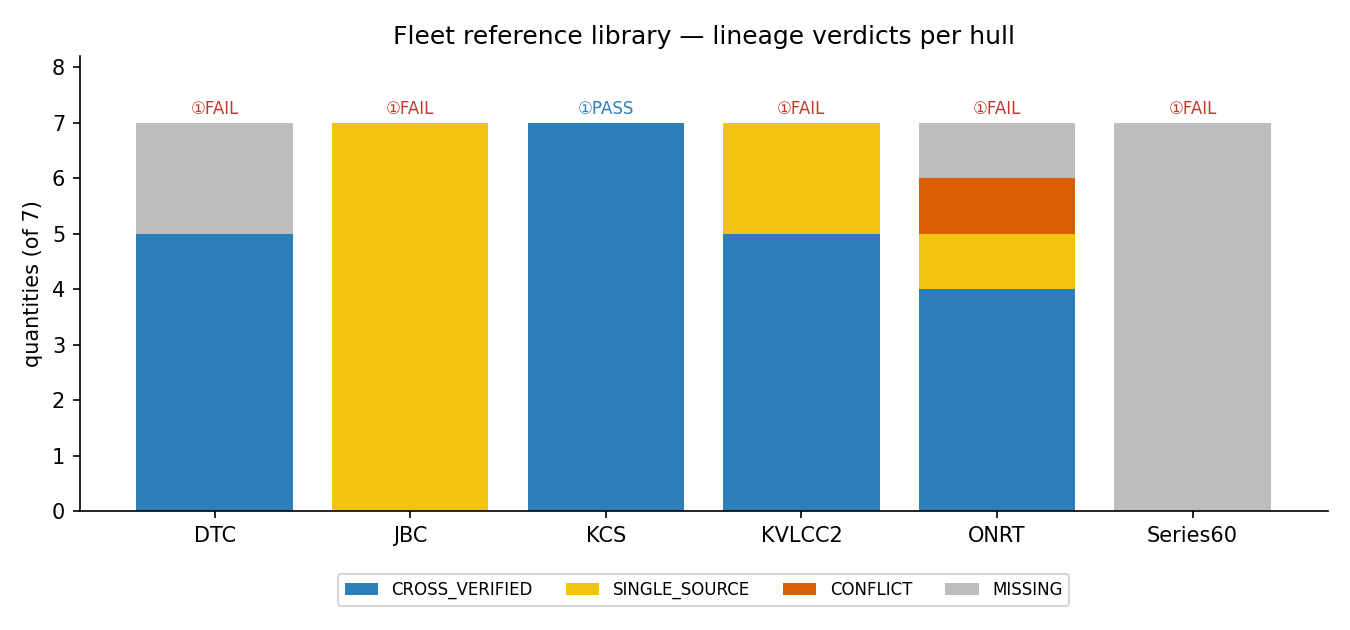 Fleet reference library — lineage verdicts per hull
quantities (of 7)
8
7
6
5
4
3
2
1
0
①FAIL ①FAIL ①PASS ①FAIL ①FAIL ①FAIL
DTC JBC KCS KVLCC2 ONRT Series60
CROSS_VERIFIED SINGLE_SOURCE CONFLICT MISSING